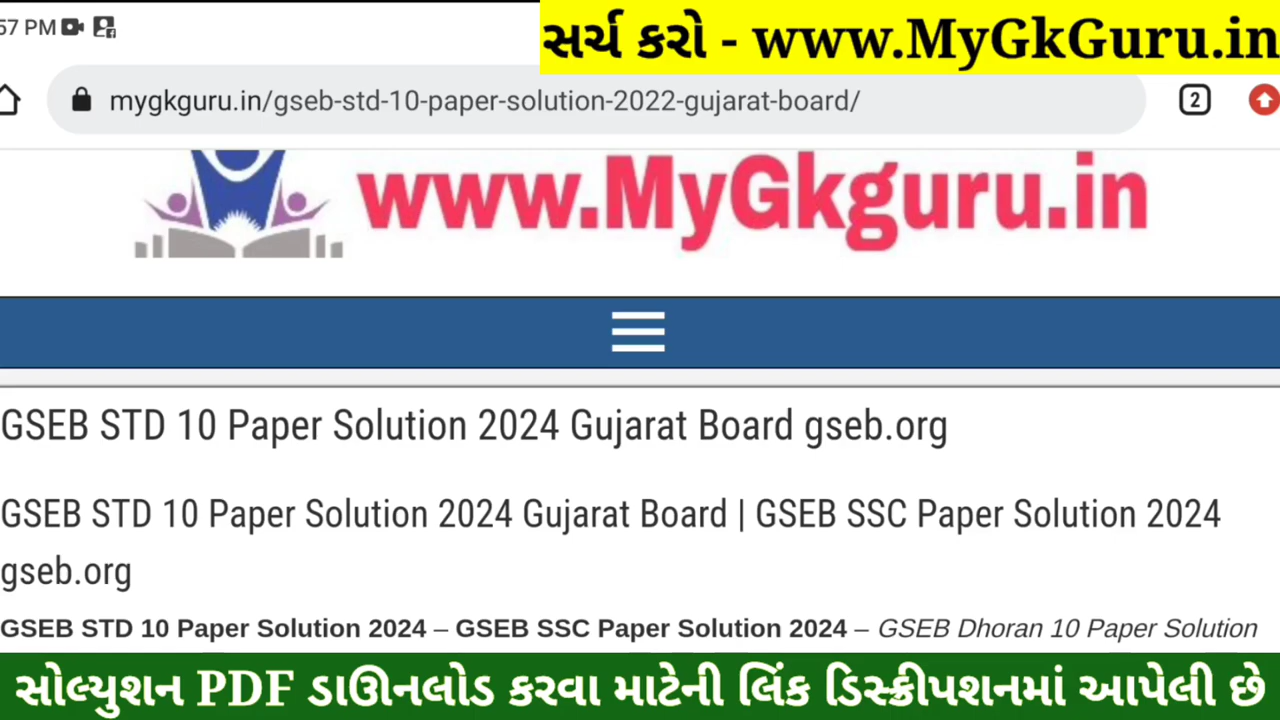 57 PM
સર્ચ કરો - www.MyGkGuru.in
mygkguru.in/gseb-std-10-paper-solution-2022-gujarat-board/
2
www.MyGkguru.in
GSEB STD 10 Paper Solution 2024 Gujarat Board gseb.org
GSEB STD 10 Paper Solution 2024 Gujarat Board | GSEB SSC Paper Solution 2024
gseb.org
GSEB STD 10 Paper Solution 2024 – GSEB SSC Paper Solution 2024 – GSEB Dhoran 10 Paper Solution
સોલ્યુશન PDF ડાઊનલોડ કરવા માટેની લિંક ડિસ્ક્રીપશનમાં આપેલી છે